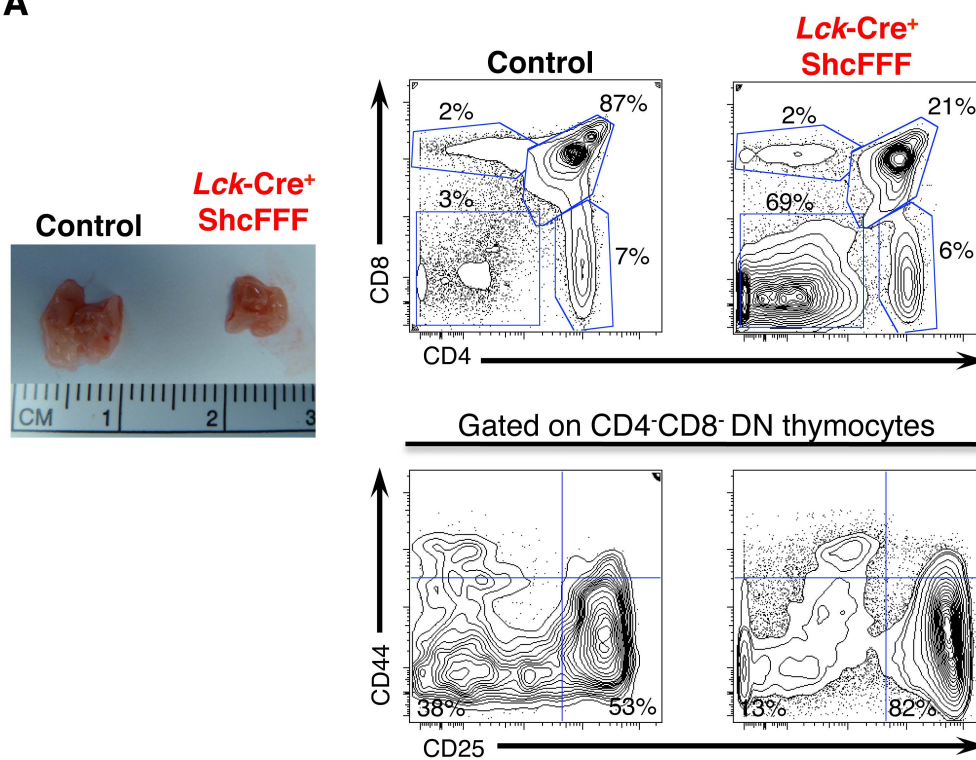 A
Control
Lck-Cre+
ShcFFF
CM 1 2 3
Control
Lck-Cre+
ShcFFF
2%
87%
3%
7%
2%
21%
69%
6%
CD8
CD4
Gated on CD4-CD8- DN thymocytes
38%
53%
13%
82%
CD44
CD25